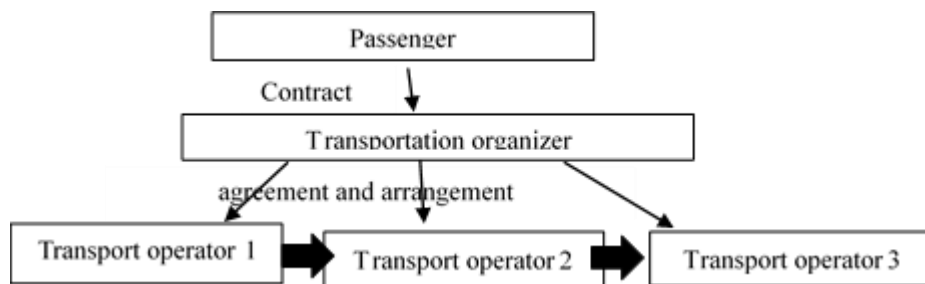 Passenger
Contract
Transportation organizer
agreement and arrangement
Transport operator 1
Transport operator 2
Transport operator 3